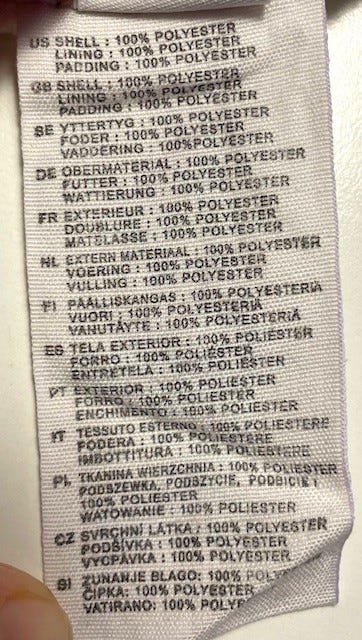 US SHELL : 100% POLYESTER
LINING : 100% POLYESTER
PADDING : 100% POLYESTER
GB SHELL : 100% POLYESTER
LINING : 100% POLYESTER
PADDING : 100% POLYESTER
SE YTTERTYG : 100% POLYESTER
FODER : 100% POLYESTER
VADDERING : 100%POLYESTER
DE OBERMATERIAL : 100% POLYESTER
FUTTER : 100% POLYESTER
WATTIERUNG : 100% POLYESTER
FR EXTERIEUR : 100% POLYESTER
DOUBLURE : 100% POLYESTER
MATELASSE : 100% POLYESTER
NL EXTERN MATERIAAL : 100% POLYESTER
VOERING : 100% POLYESTER
VULLING : 100% POLYESTER
FI PÄÄLLISKANGAS : 100% POLYESTERIA
VUORI : 100% POLYESTERIA
VANUTÄYTE : 100% POLYESTERIA
ES TELA EXTERIOR : 100% POLIÉSTER
FORRO : 100% POLIÉSTER
ENTRETELA : 100% POLIÉSTER
PT EXTERIOR : 100% POLIESTER
FORRO : 100% POLIESTER
ENCHIMENTO : 100% POLIESTER
IT TESSUTO ESTERNO : 100% POLIESTERE
FODERA : 100% POLIESTERE
IMBOTTITURA : 100% POLIESTERE
PL TKANINA WIERZCHNIA : 100% POLIESTER
PODSZEWKA, PODSZYCIE, PODBICIE :
100% POLIESTER
WATOWANIE : 100% POLIESTER
CZ SVRCHNÍ LÁTKA : 100% POLYESTER
PODŠÍVKA : 100% POLYESTER
VYCPÁVKA : 100% POLYESTER
SI ZUNANJE BLAGO: 100% POLY
ČIPKA: 100% POLYESTER
VATIRANO: 100% POLYE